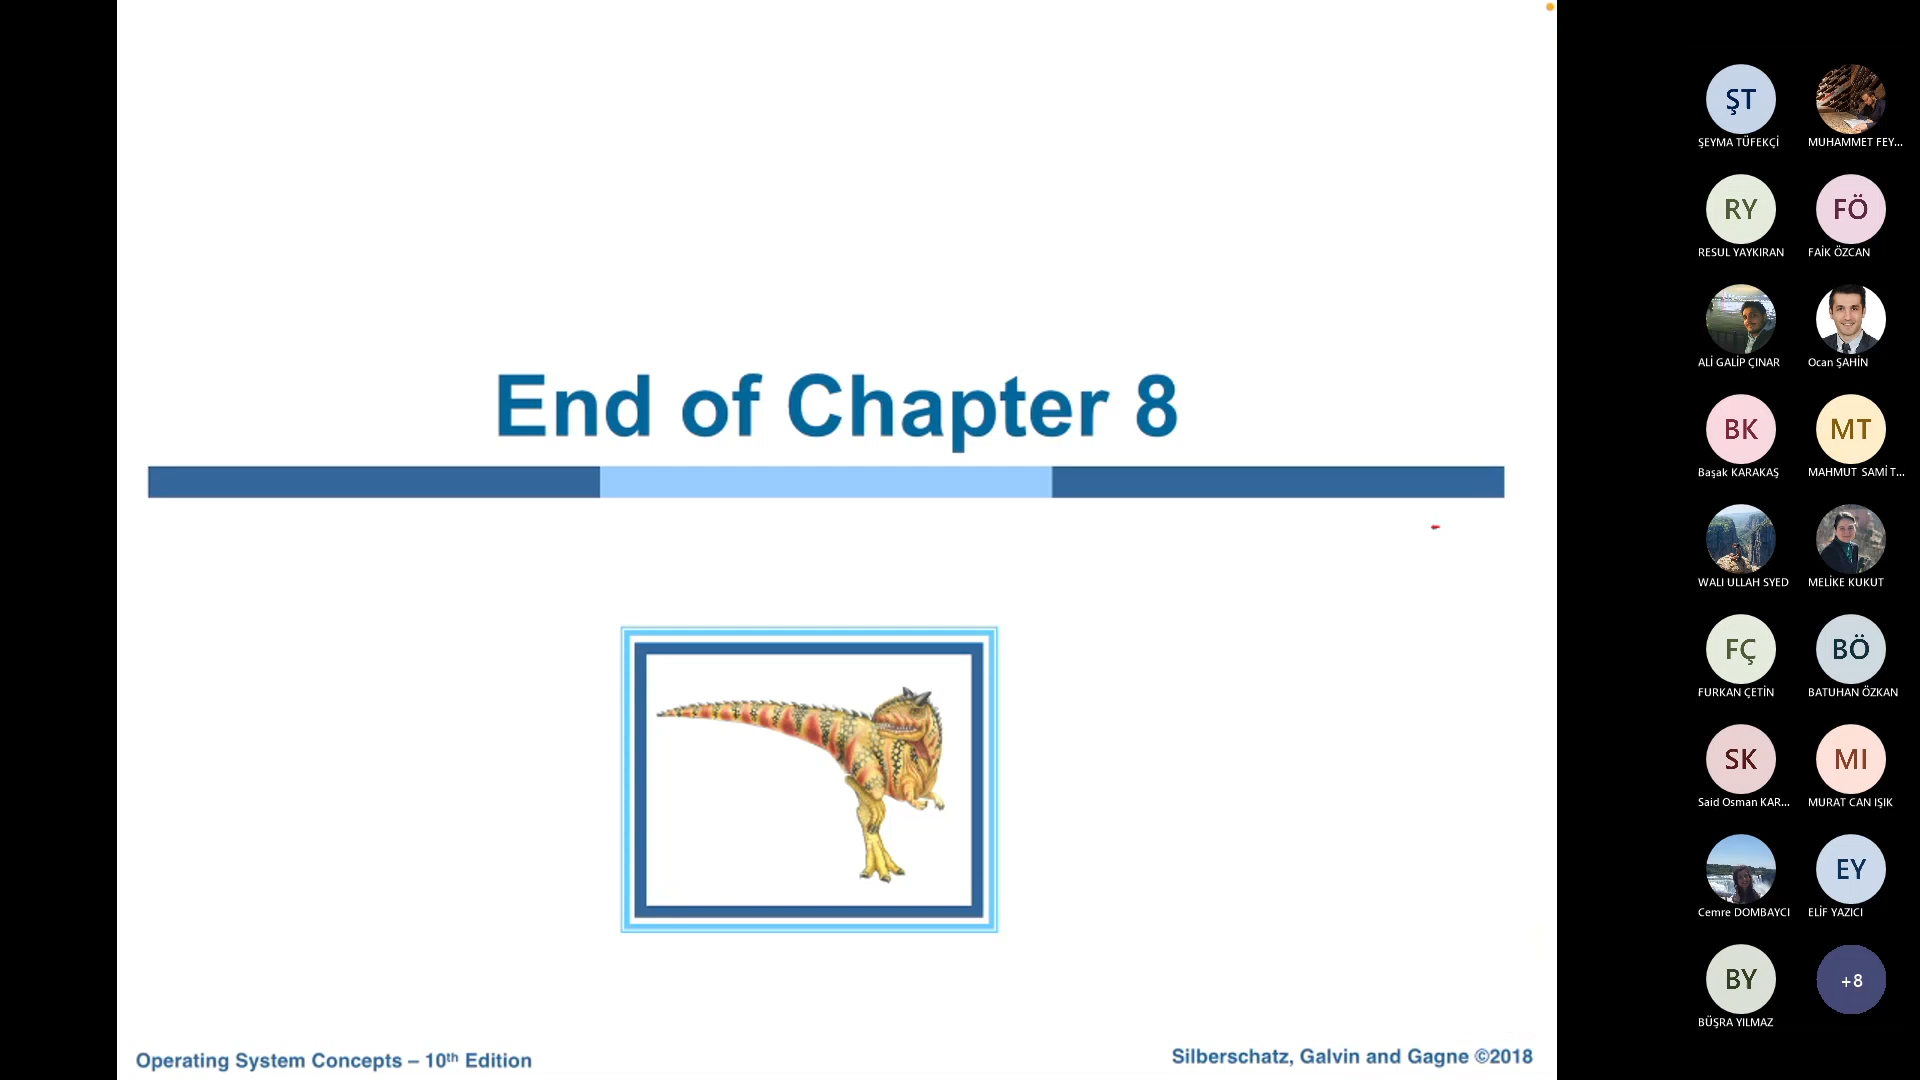 End of Chapter 8
Operating System Concepts – 10th Edition
Silberschatz, Galvin and Gagne ©2018
ŞT
ŞEYMA TÜFEKÇİ
MUHAMMET FEY...
RY
RESUL YAYKIRAN
FÖ
FAİK ÖZCAN
ALİ GALİP ÇINAR
Ocan ŞAHİN
BK
Başak KARAKAŞ
MT
MAHMUT SAMİ T...
WALI ULLAH SYED
MELİKE KUKUT
FÇ
FURKAN ÇETİN
BÖ
BATUHAN ÖZKAN
SK
Said Osman KAR...
MI
MURAT CAN IŞIK
Cemre DOMBAYCI
EY
ELİF YAZICI
BY
BÜŞRA YILMAZ
+8